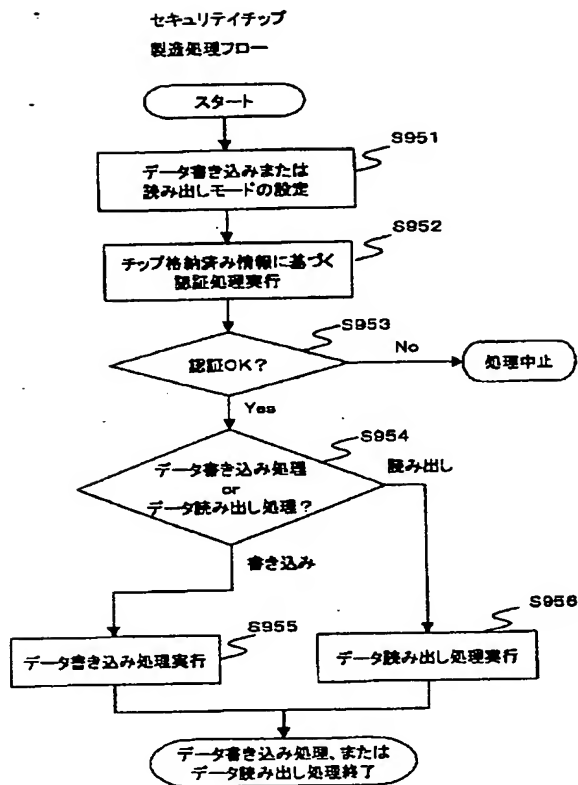 セキュリテイチップ
製造処理フロー
スタート
S951
データ書き込みまたは
読み出しモードの設定
S952
チップ格納済み情報に基づく
認証処理実行
S953
認証OK?
No
処理中止
Yes
S954
データ書き込み処理
or
データ読み出し処理?
読み出し
書き込み
S955
データ書き込み処理実行
S956
データ読み出し処理実行
データ書き込み処理、または
データ読み出し処理終了